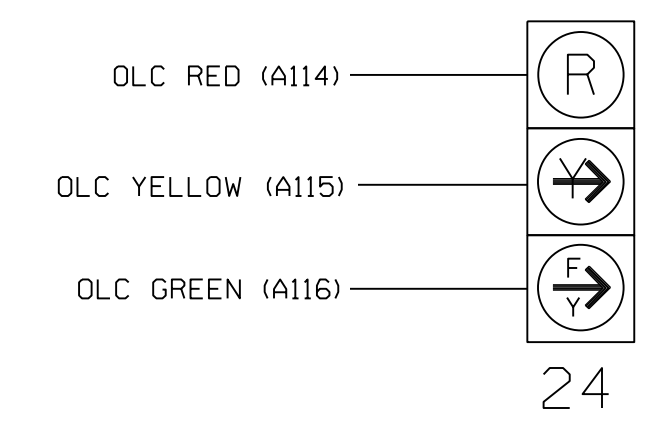 OLC RED (A114)
R
OLC YELLOW (A115)
Y
OLC GREEN (A116)
F
Y
24